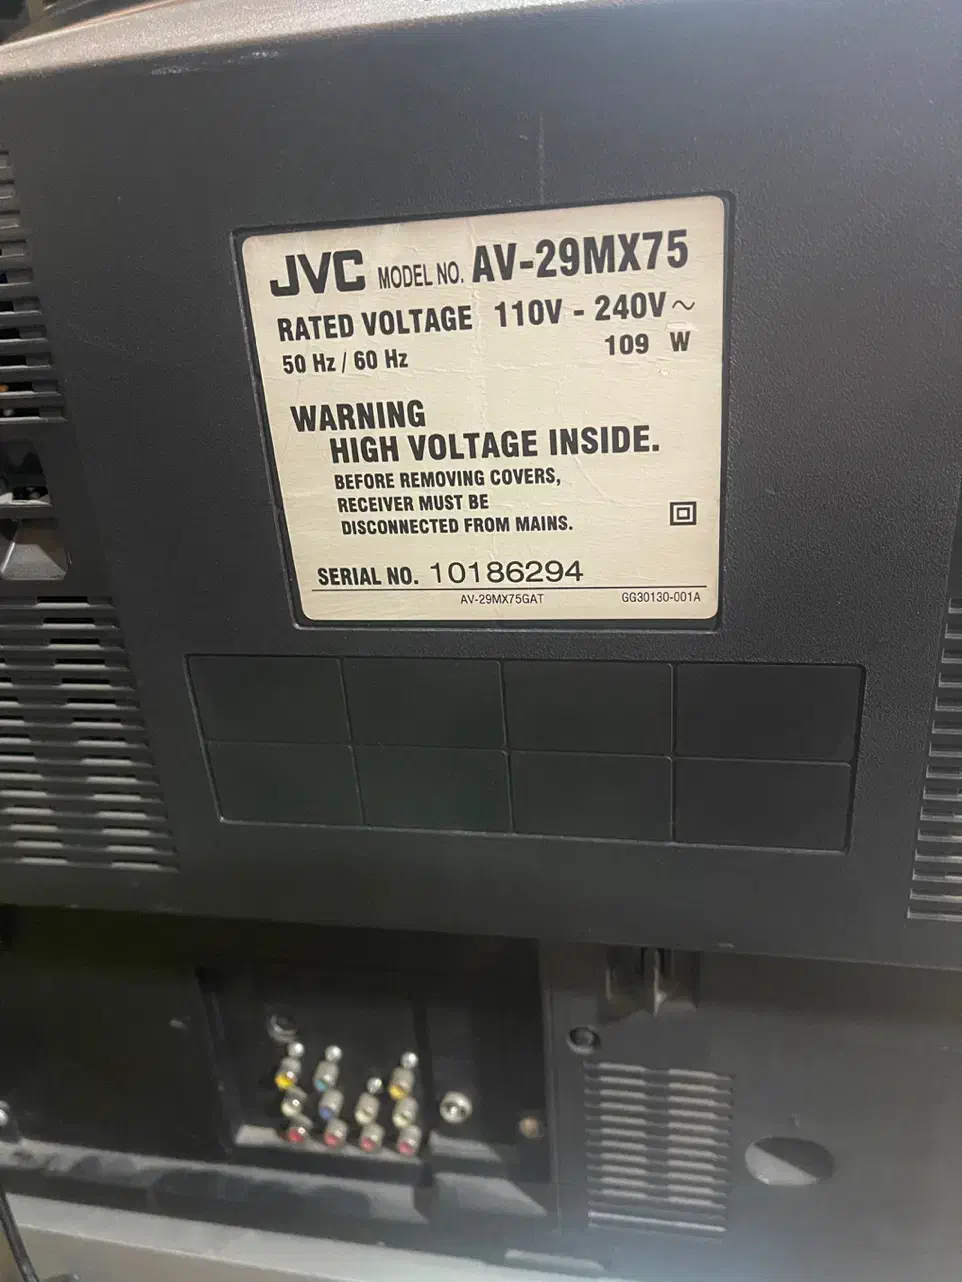 JVC MODEL NO. AV-29MX75
RATED VOLTAGE 110V - 240V ~
50 Hz / 60 Hz 109 W
WARNING
HIGH VOLTAGE INSIDE.
BEFORE REMOVING COVERS,
RECEIVER MUST BE
DISCONNECTED FROM MAINS.
SERIAL NO. 10186294
AV-29MX75GAT GG30130-001A